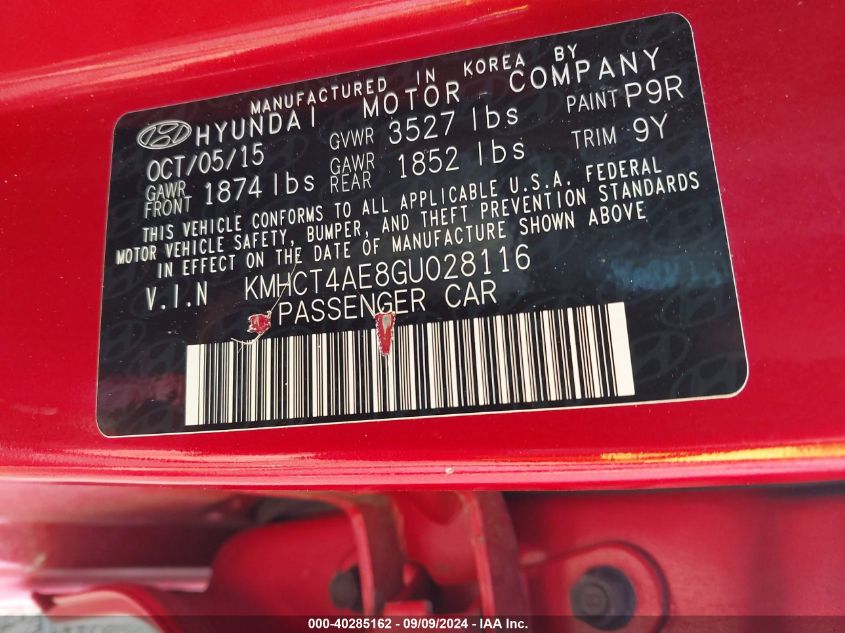 MANUFACTURED IN KOREA BY
HYUNDAI MOTOR COMPANY
OCT/05/15 GVWR 3527 lbs PAINT P9R
GAWR FRONT 1874 lbs GAWR REAR 1852 lbs TRIM 9Y
THIS VEHICLE CONFORMS TO ALL APPLICABLE U.S.A. FEDERAL
MOTOR VEHICLE SAFETY, BUMPER, AND THEFT PREVENTION STANDARDS
IN EFFECT ON THE DATE OF MANUFACTURE SHOWN ABOVE
V.I.N KMHCT4AE8GU028116
PASSENGER CAR
000-40285162 - 09/09/2024 - IAA Inc.